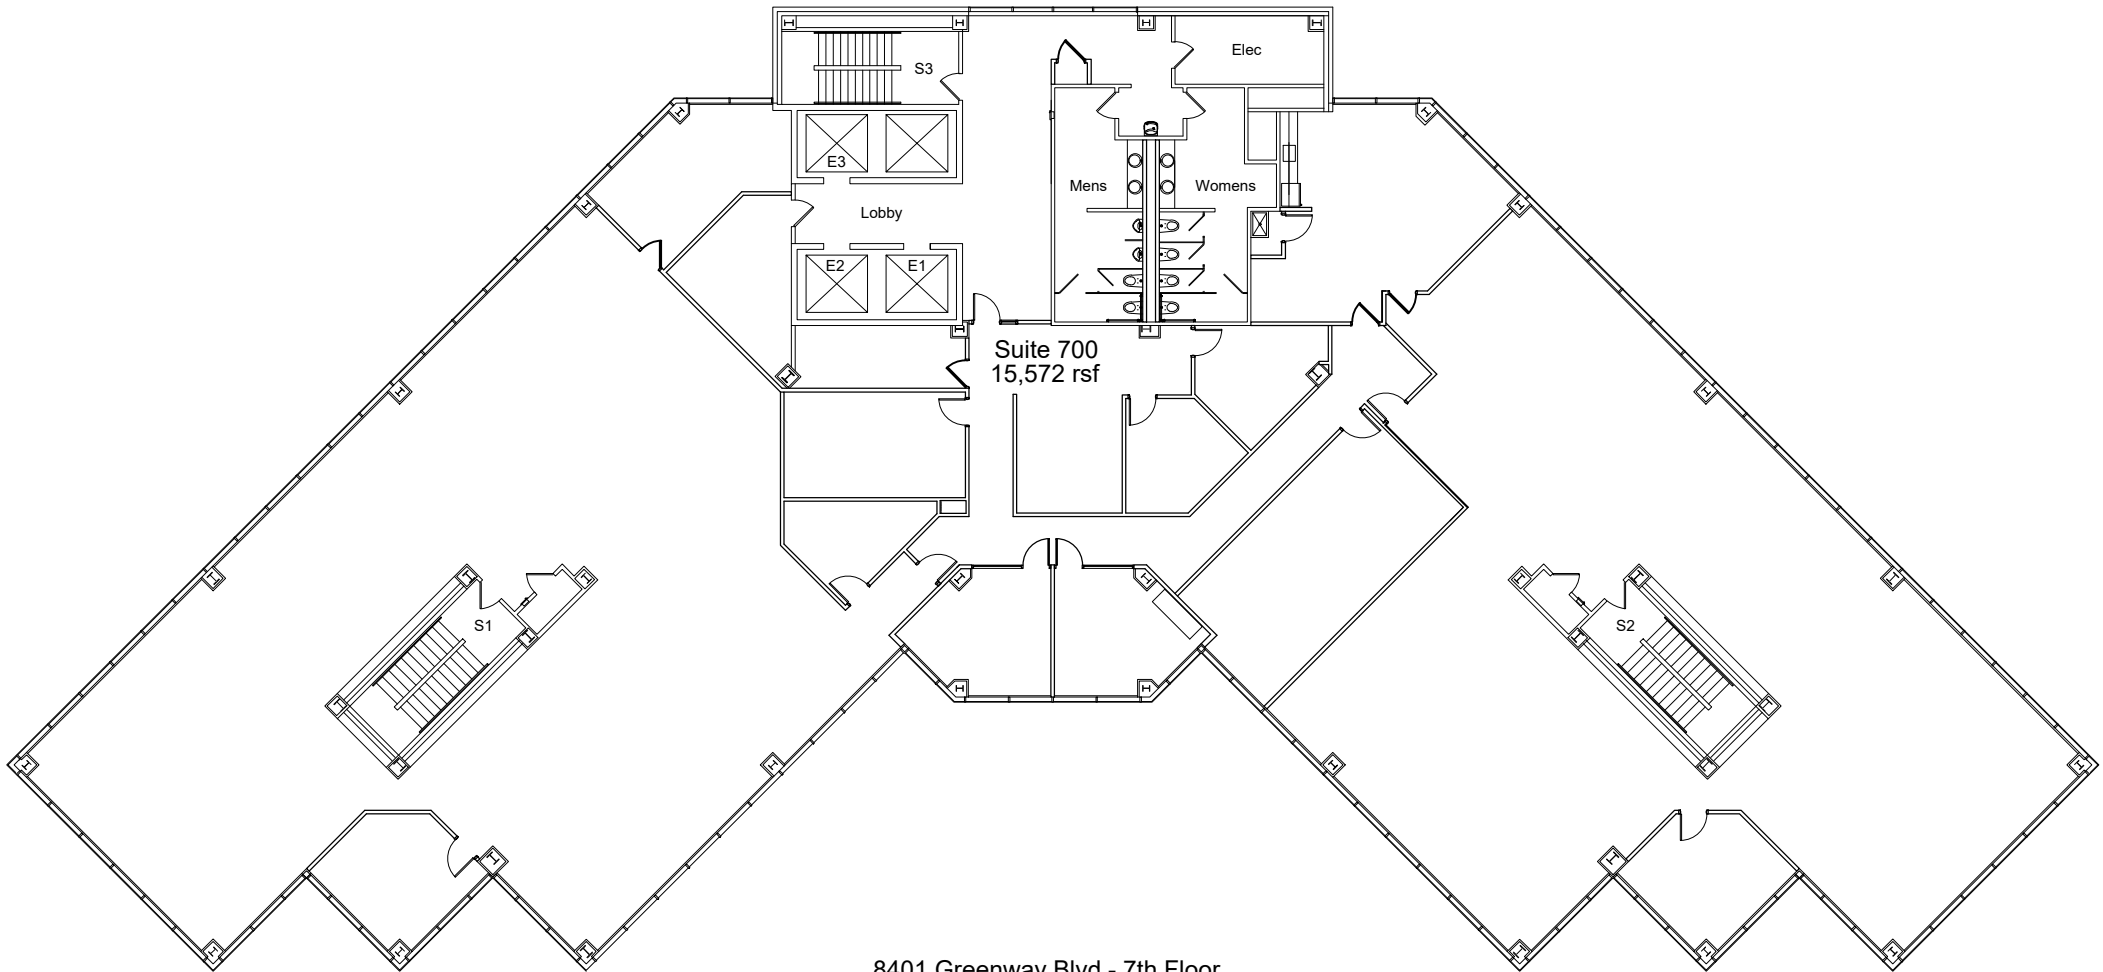 Elec
S3
E3
Mens
Womens
Lobby
E2
E1
Suite 700
15,572 rsf
S1
S2
8401 Greenway Blvd - 7th Floor